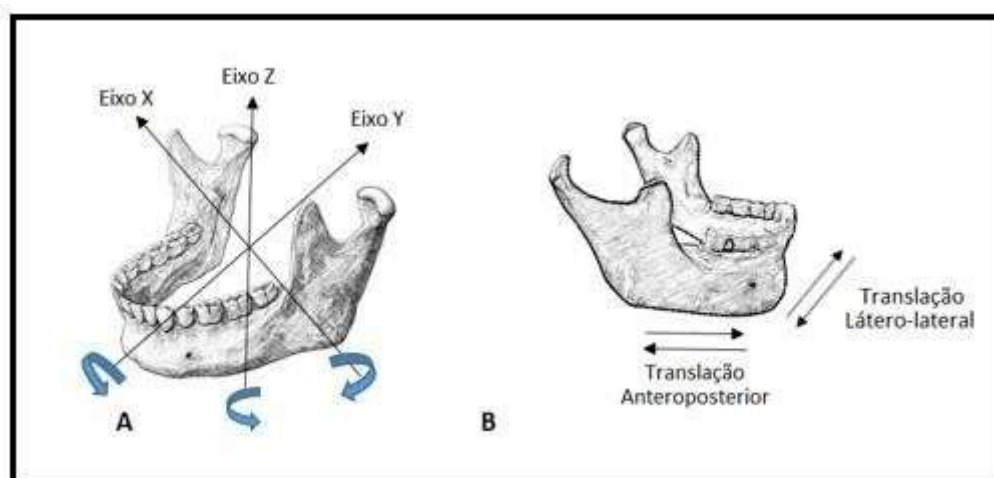 Eixo Z
Eixo X
Eixo Y
Translação
Látero-lateral
Translação
Anteroposterior
A
B